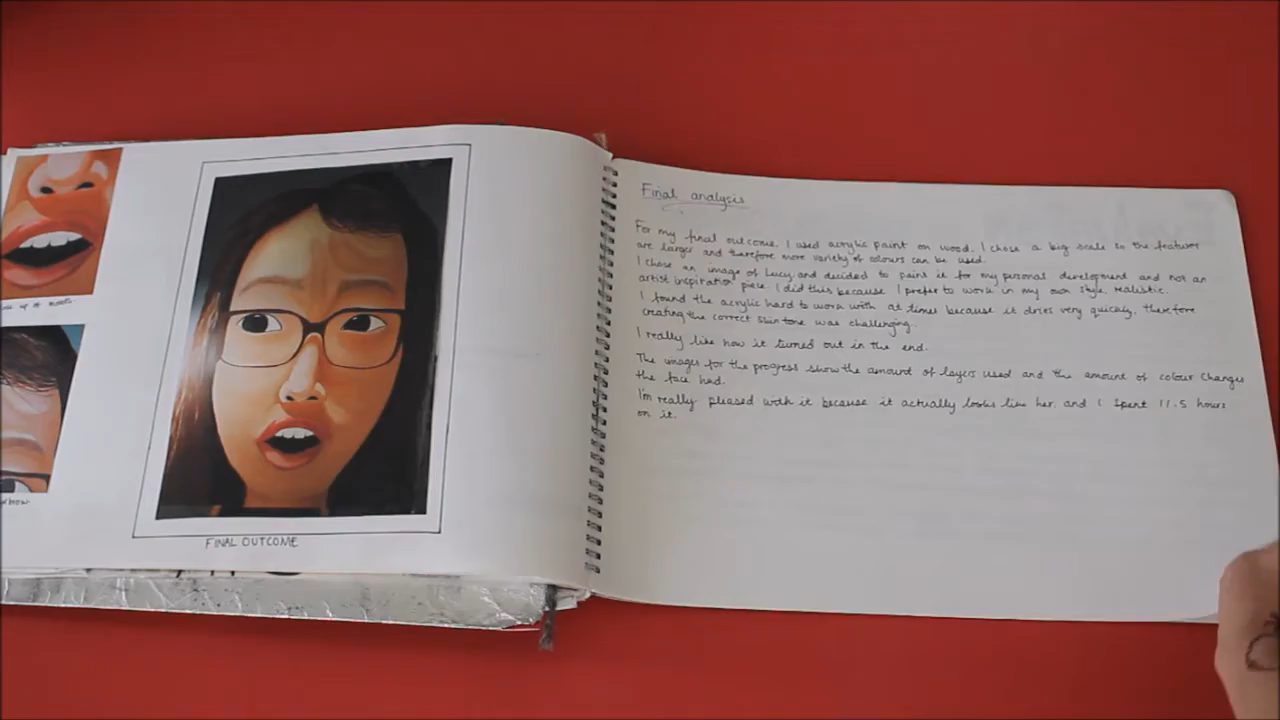 FINAL OUTCOME
Final analysis
For my final outcome, I used acrylic paint on wood. I chose a big scale so the features
are larger and therefore more variety of colours can be used.
I chose an image of Lucy and decided to paint it for my personal development and not an
artist inspiration piece. I did this because I prefer to work in my own style, realistic.
I found the acrylic hard to work with at times because it dries very quickly, therefore
creating the correct skin tone was challenging.
I really like how it turned out in the end.
The images for the progress show the amount of layers used and the amount of colour changes
the face had.
I'm really pleased with it because it actually looks like her, and I spent 11.5 hours
on it.